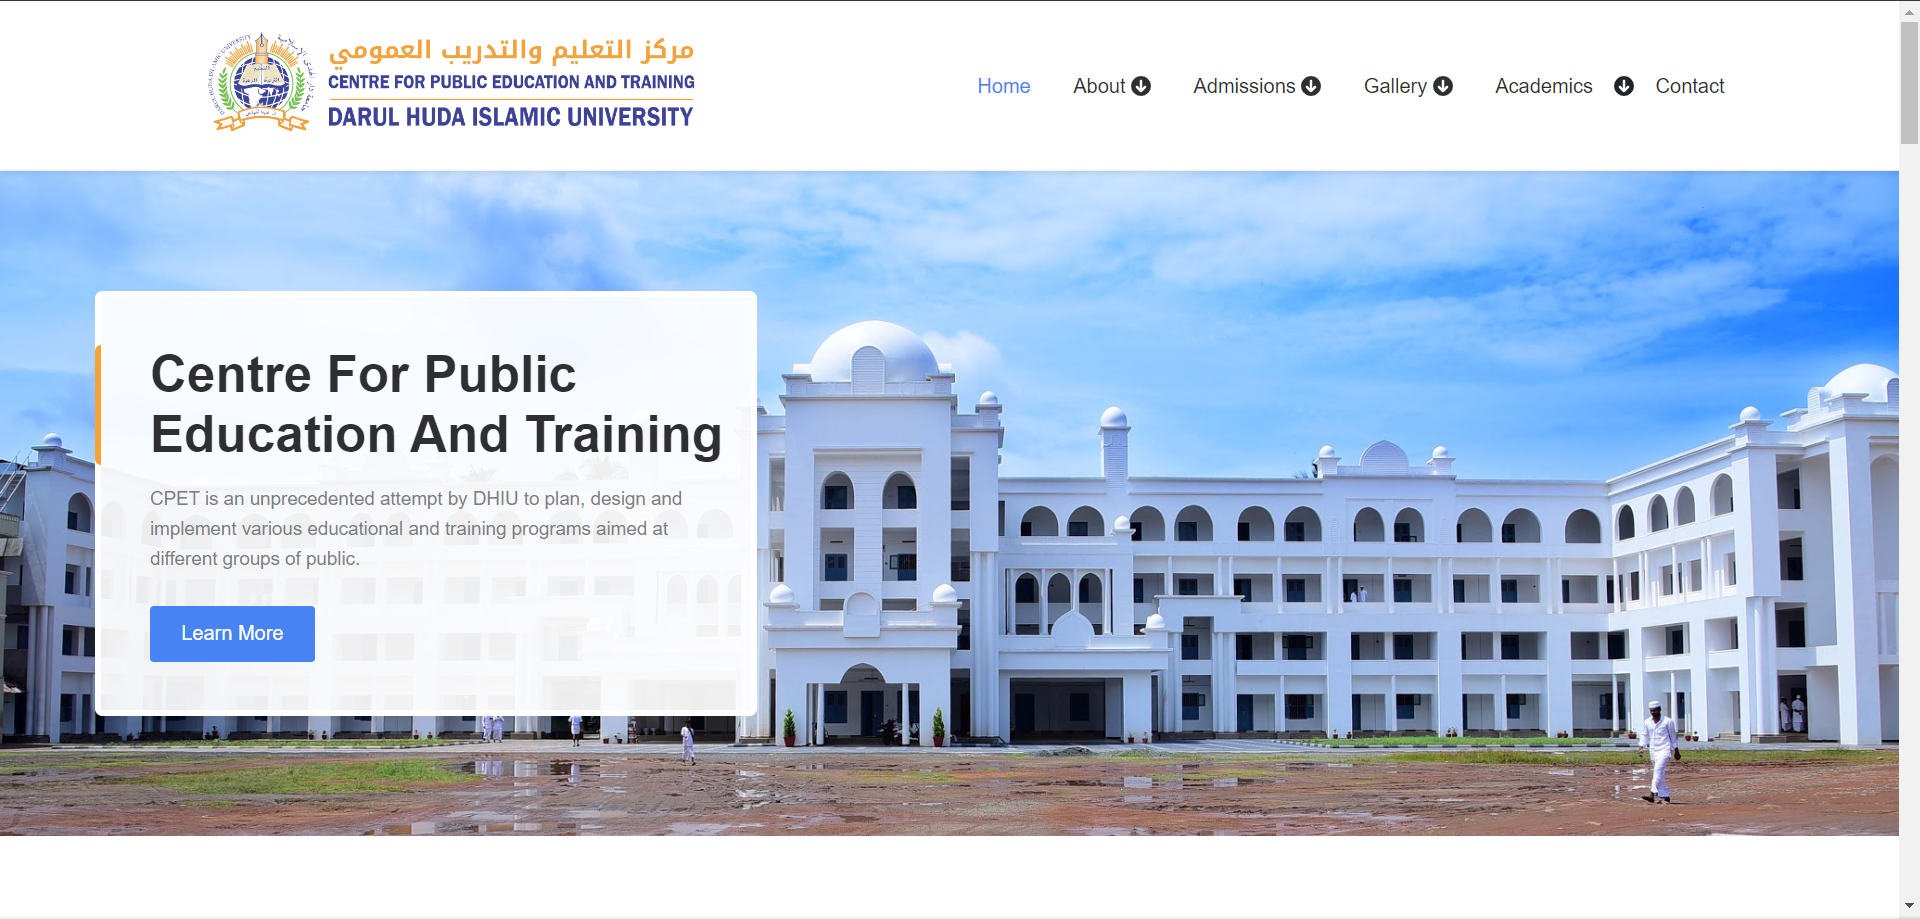 مركز التعليم والتدريب العمومي
CENTRE FOR PUBLIC EDUCATION AND TRAINING
DARUL HUDA ISLAMIC UNIVERSITY
Home About Admissions Gallery Academics Contact
Centre For Public
Education And Training
CPET is an unprecedented attempt by DHIU to plan, design and
implement various educational and training programs aimed at
different groups of public.
Learn More